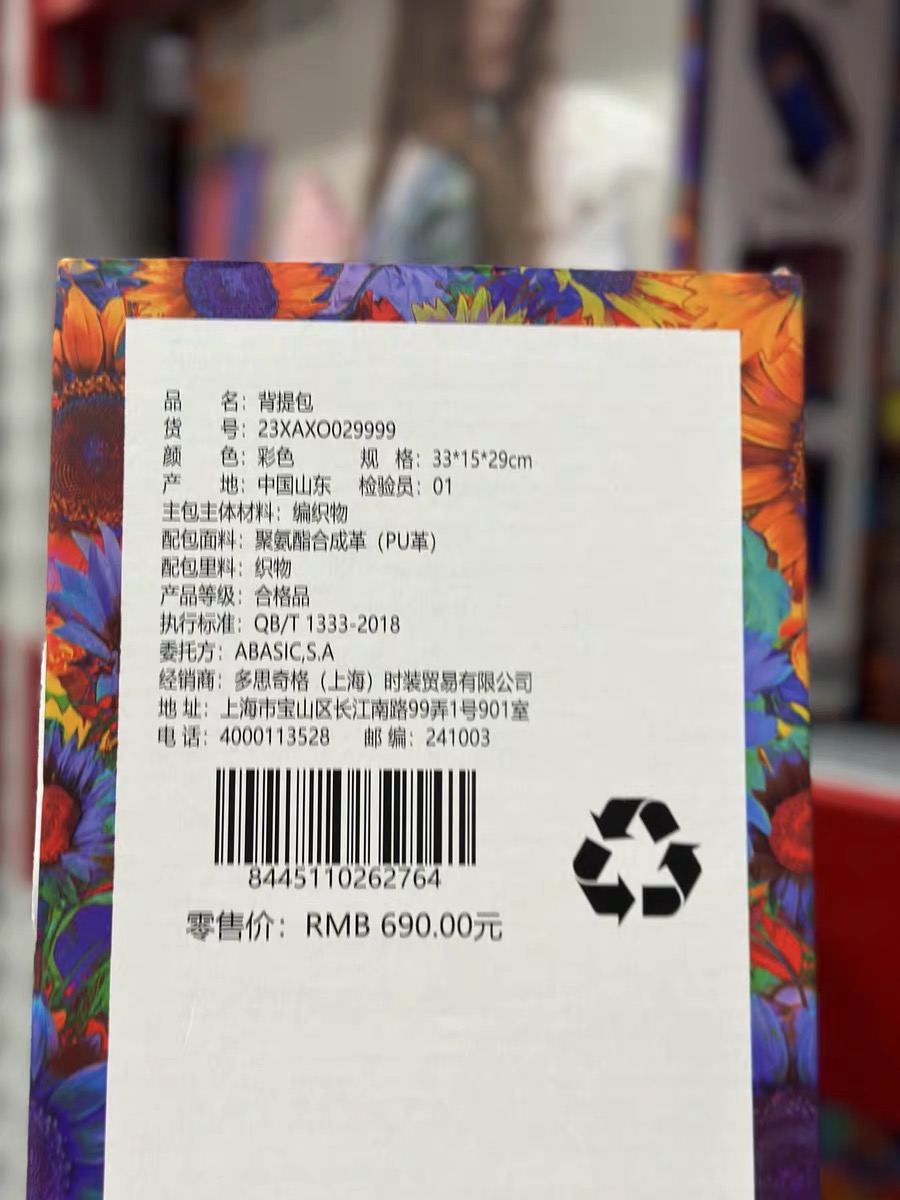 品 名：背提包
货 号：23XAXO029999
颜 色：彩色 规 格：33*15*29cm
产 地：中国山东 检验员：01
主包主体材料：编织物
配包面料：聚氨酯合成革（PU革）
配包里料：织物
产品等级：合格品
执行标准：QB/T 1333-2018
委托方：ABASIC,S.A
经销商：多思奇格（上海）时装贸易有限公司
地 址：上海市宝山区长江南路99弄1号901室
电 话：4000113528 邮 编：241003
8445110262764
零售价：RMB 690.00元